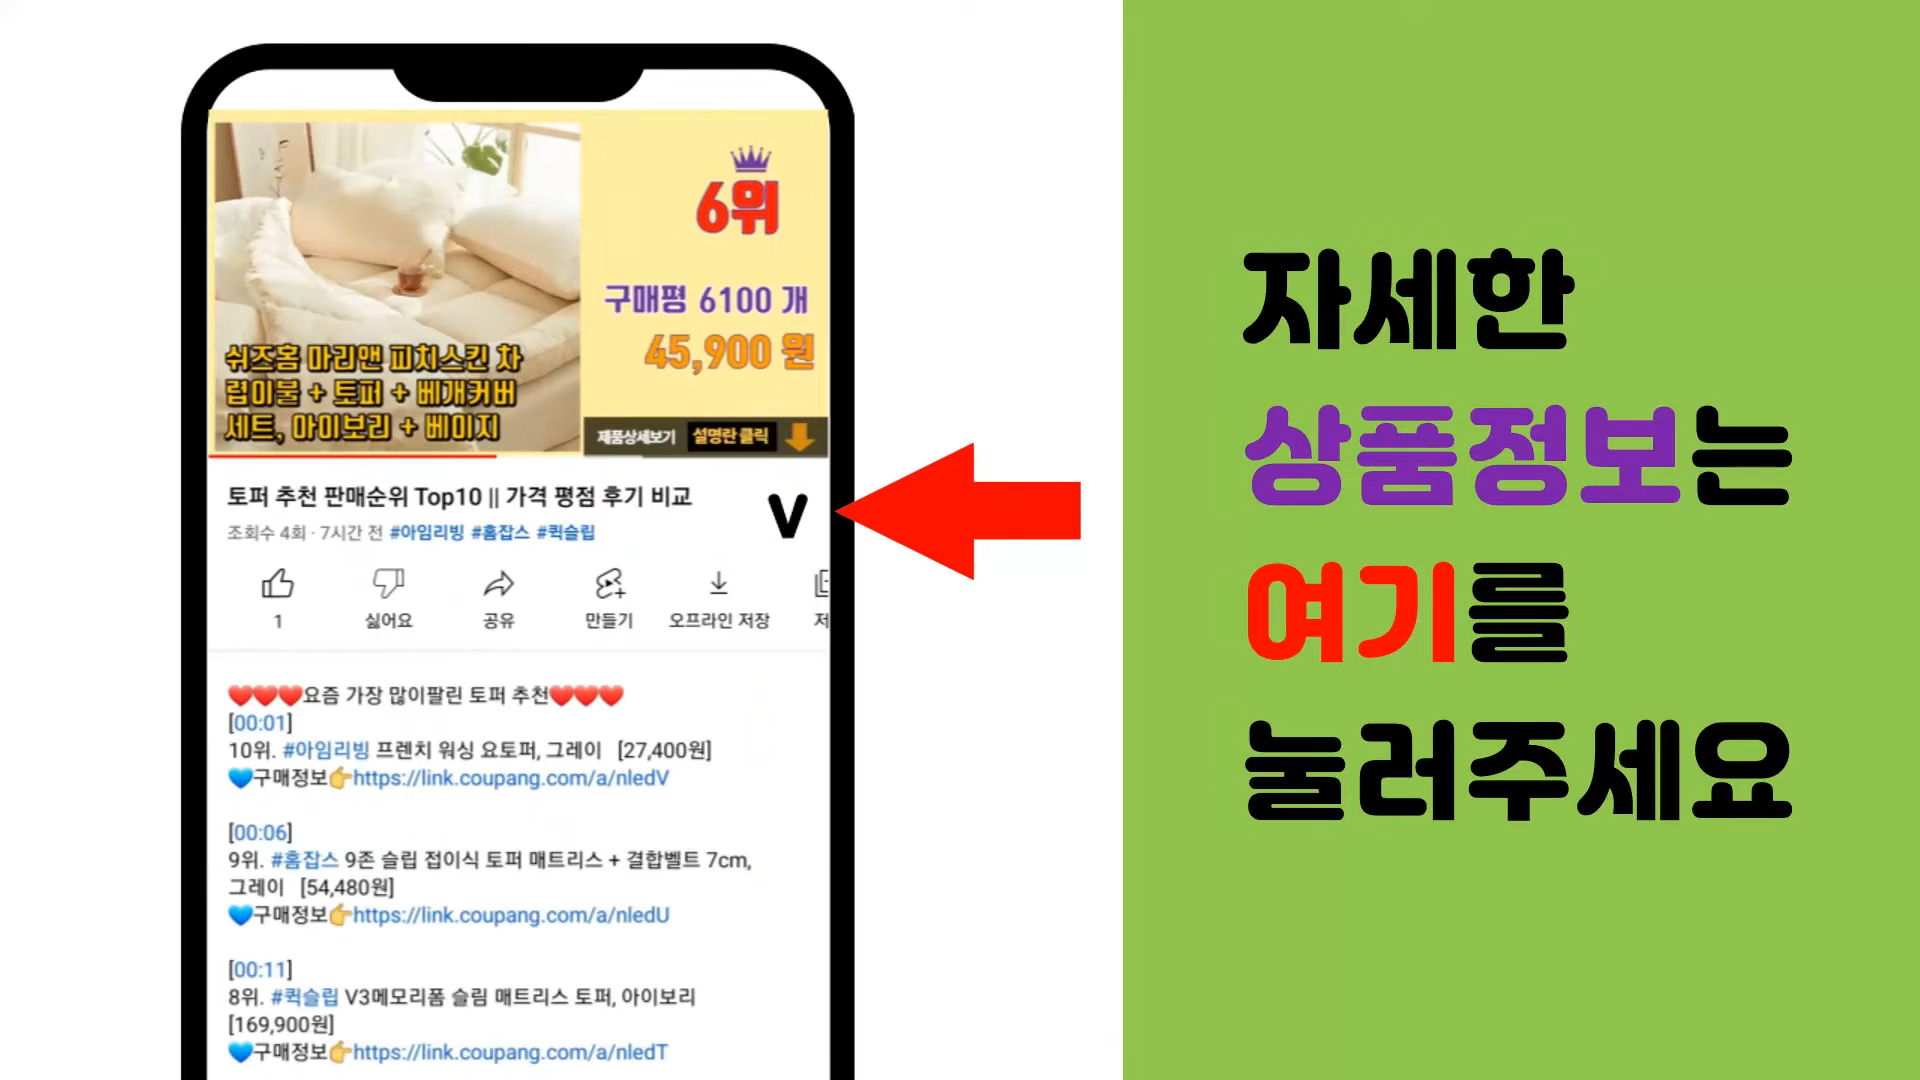 6위
구매평 6100 개
45,900 원
쉬즈홈 마리앤 피치스킨 차
렵이불 + 토퍼 + 베개커버
세트, 아이보리 + 베이지
제품상세보기 설명란 클릭
토퍼 추천 판매순위 Top10 || 가격 평점 후기 비교
V
조회수 4회 · 7시간 전 #아임리빙 #홈잡스 #퀵슬립
1 싫어요 공유 만들기 오프라인 저장 저
❤❤❤요즘 가장 많이팔린 토퍼 추천❤❤❤
[00:01]
10위. #아임리빙 프렌치 워싱 요토퍼, 그레이 [27,400원]
💙구매정보👉https://link.coupang.com/a/nledV
[00:06]
9위. #홈잡스 9존 슬립 접이식 토퍼 매트리스 + 결합벨트 7cm,
그레이 [54,480원]
💙구매정보👉https://link.coupang.com/a/nledU
[00:11]
8위. #퀵슬립 V3메모리폼 슬림 매트리스 토퍼, 아이보리
[169,900원]
💙구매정보👉https://link.coupang.com/a/nledT
자세한
상품정보는
여기를
눌러주세요